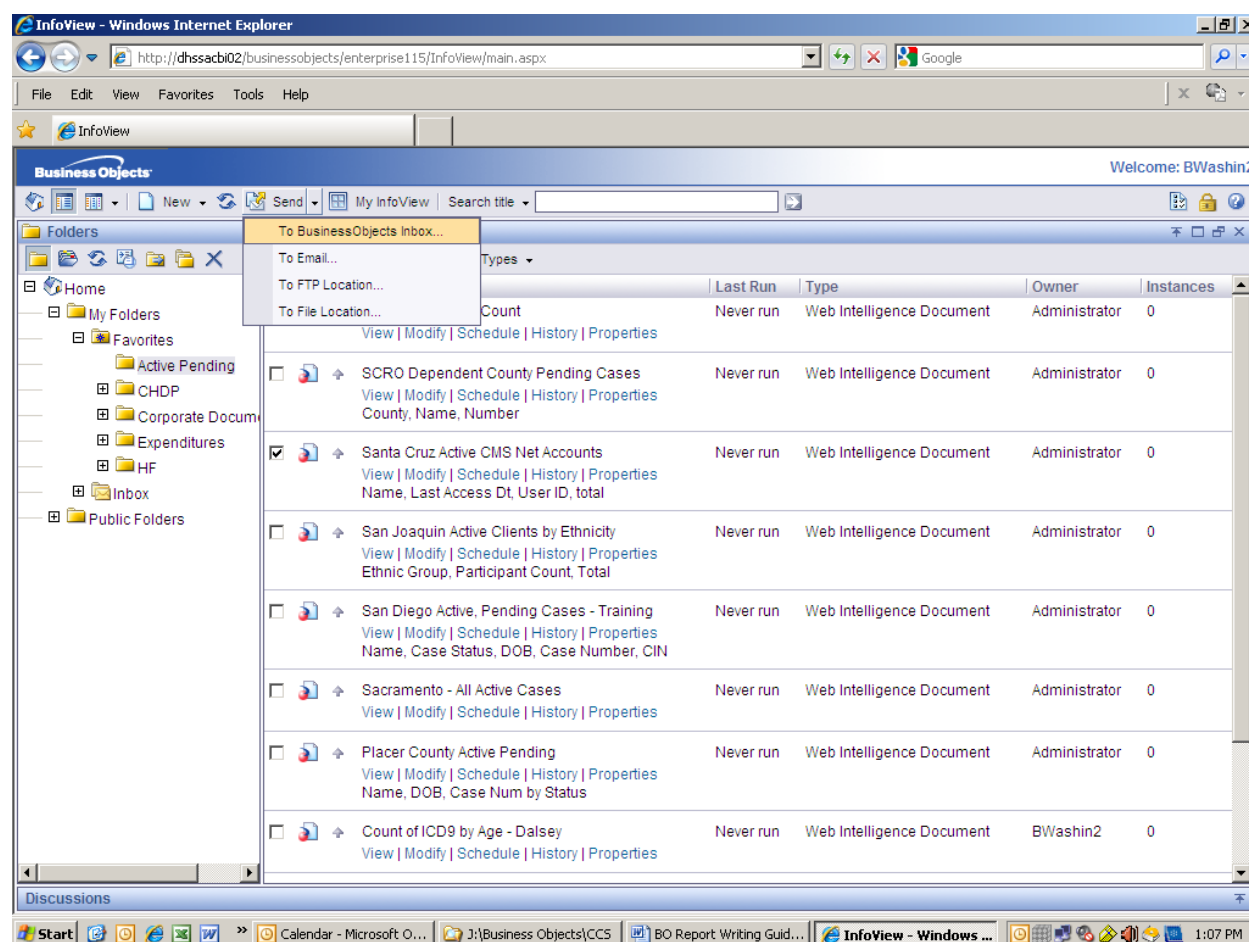 InfoView - Windows Internet Explorer
http://dhssacbi02/businessobjects/enterprise115/InfoView/main.aspx
Google
File Edit View Favorites Tools Help
InfoView
Business Objects
Welcome: BWashin2
New Send My InfoView Search title
Folders
To BusinessObjects Inbox...
To Email...
To FTP Location...
To File Location...
Types
Home
My Folders
Favorites
Active Pending
CHDP
Corporate Docum
Expenditures
HF
Inbox
Public Folders
Last Run Type Owner Instances
Count Never run Web Intelligence Document Administrator 0
View | Modify | Schedule | History | Properties
SCRO Dependent County Pending Cases Never run Web Intelligence Document Administrator 0
View | Modify | Schedule | History | Properties
County, Name, Number
Santa Cruz Active CMS Net Accounts Never run Web Intelligence Document Administrator 0
View | Modify | Schedule | History | Properties
Name, Last Access Dt, User ID, total
San Joaquin Active Clients by Ethnicity Never run Web Intelligence Document Administrator 0
View | Modify | Schedule | History | Properties
Ethnic Group, Participant Count, Total
San Diego Active, Pending Cases - Training Never run Web Intelligence Document Administrator 0
View | Modify | Schedule | History | Properties
Name, Case Status, DOB, Case Number, CIN
Sacramento - All Active Cases Never run Web Intelligence Document Administrator 0
View | Modify | Schedule | History | Properties
Placer County Active Pending Never run Web Intelligence Document Administrator 0
View | Modify | Schedule | History | Properties
Name, DOB, Case Num by Status
Count of ICD9 by Age - Dalsey Never run Web Intelligence Document BWashin2 0
View | Modify | Schedule | History | Properties
Discussions
Start Calendar - Microsoft O... J:\Business Objects\CCS BO Report Writing Guid... InfoView - Windows ... 1:07 PM